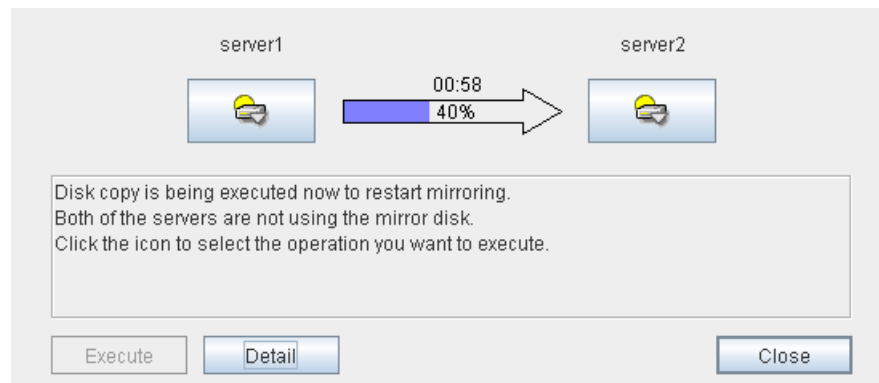 server1
server2
00:58
40%
Disk copy is being executed now to restart mirroring.
Both of the servers are not using the mirror disk.
Click the icon to select the operation you want to execute.
Execute
Detail
Close